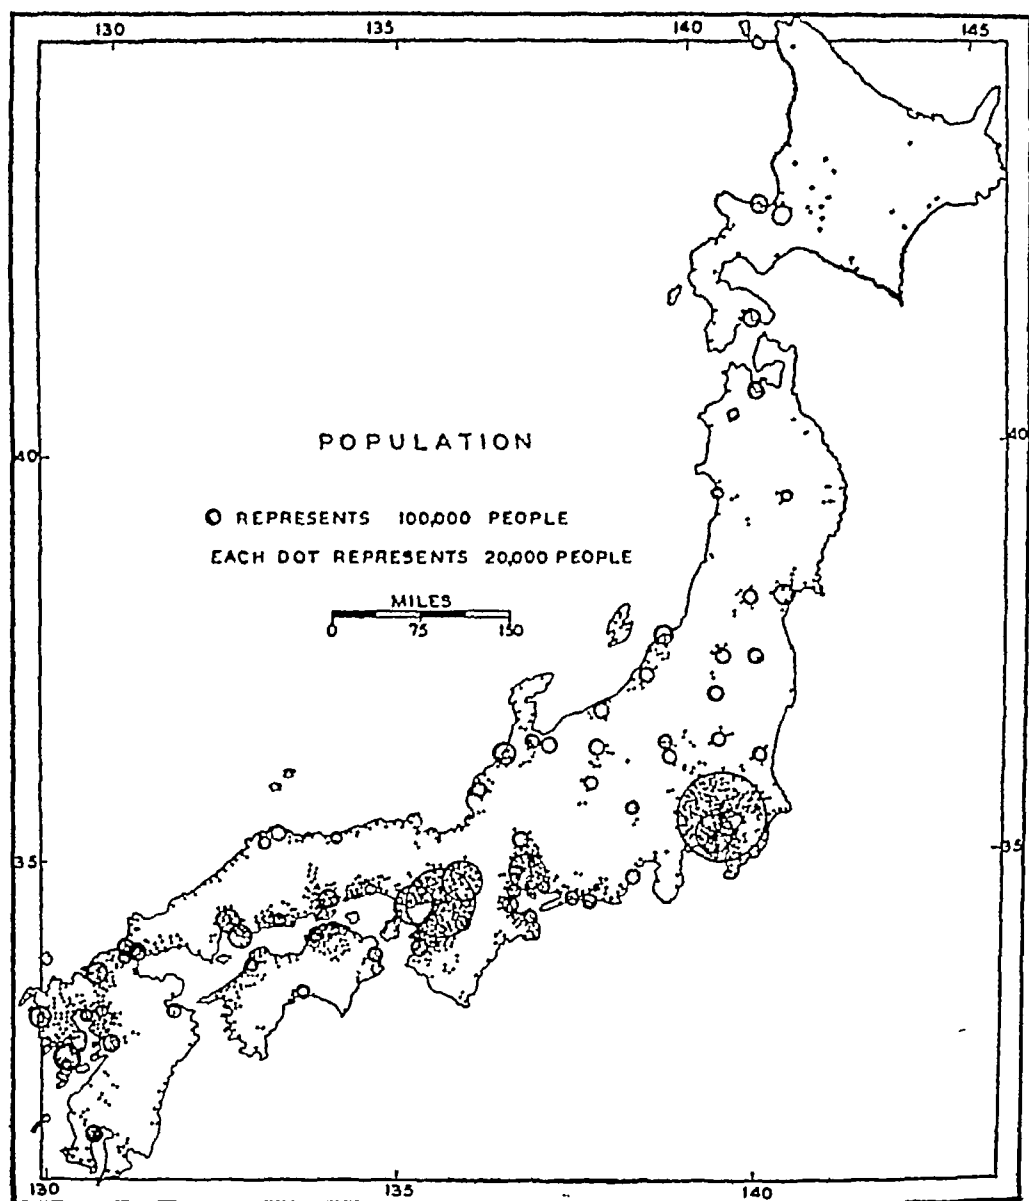 130 135 140 145
POPULATION
40 40
O REPRESENTS 100,000 PEOPLE
EACH DOT REPRESENTS 20,000 PEOPLE
MILES
0 75 150
35 35
130 135 140